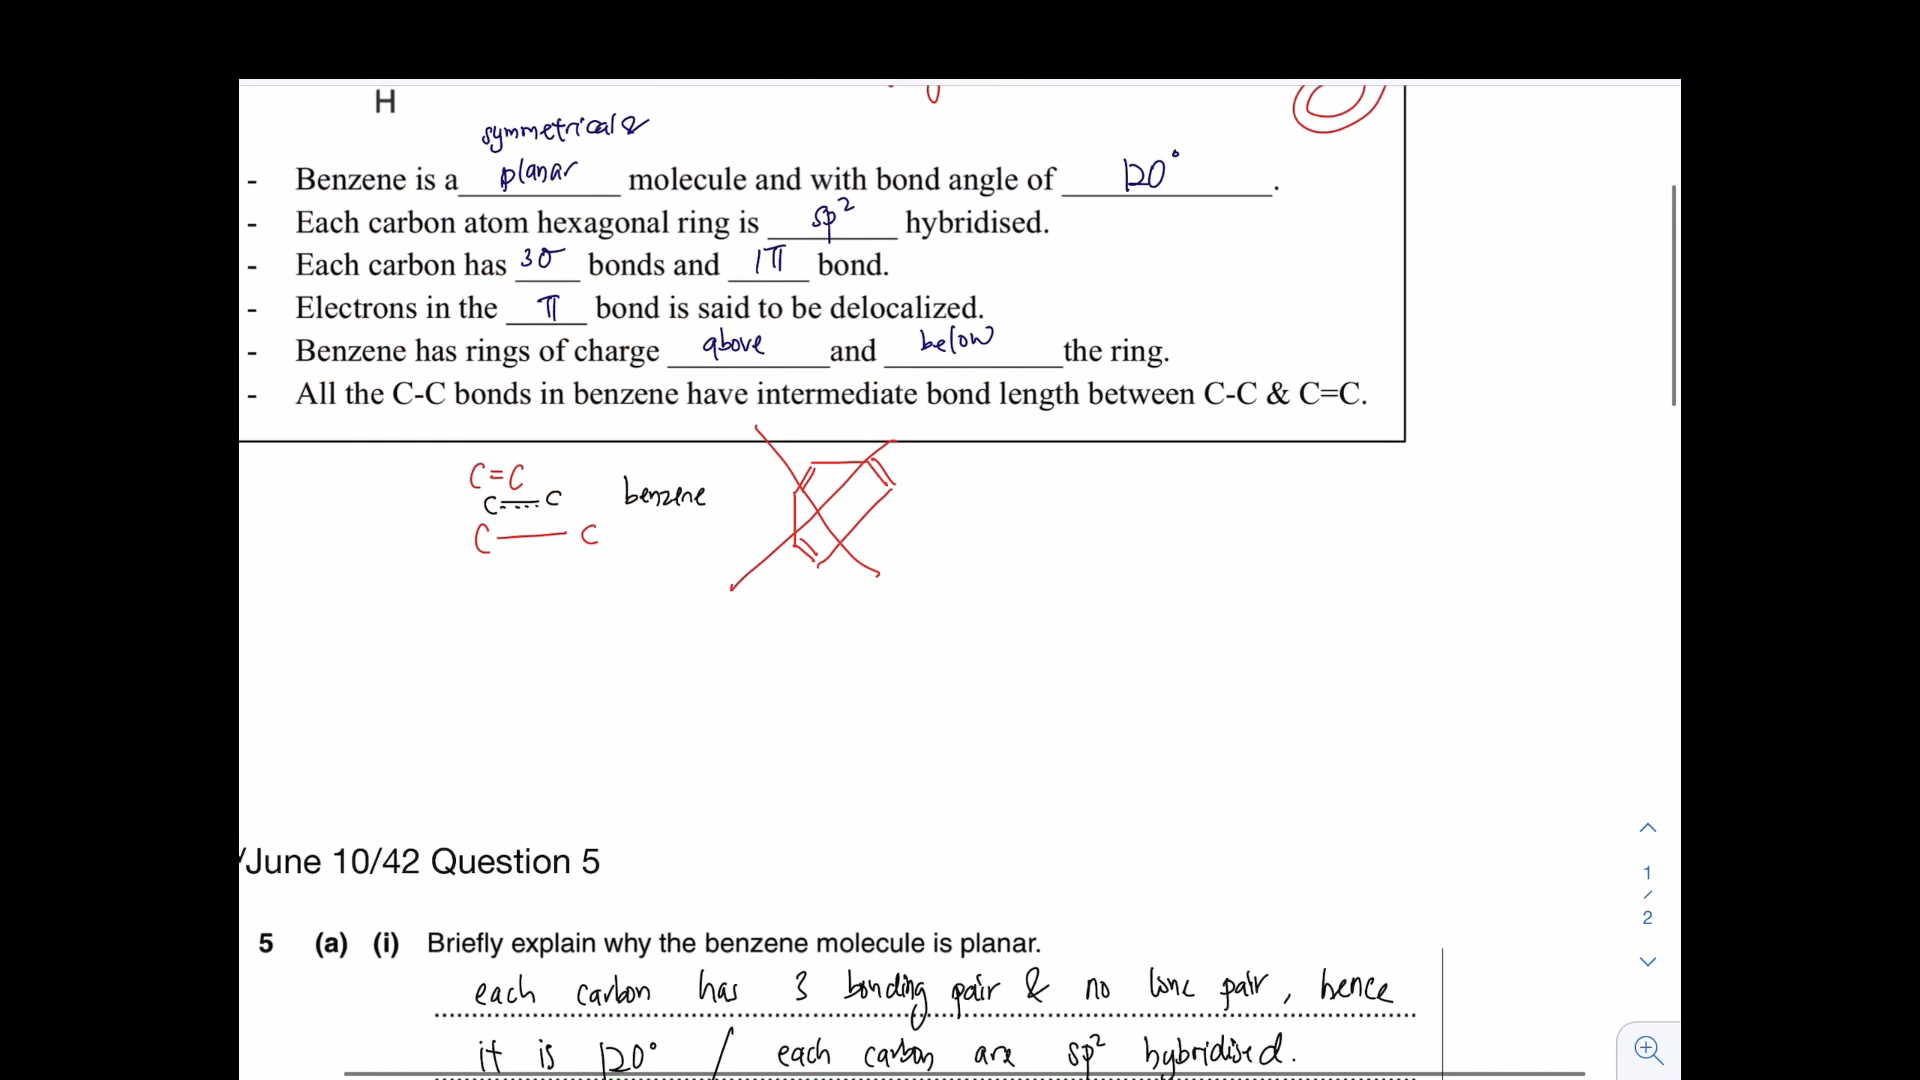 H
symmetrical &
- Benzene is a planar molecule and with bond angle of 120°.
- Each carbon atom hexagonal ring is sp² hybridised.
- Each carbon has 3σ bonds and 1π bond.
- Electrons in the π bond is said to be delocalized.
- Benzene has rings of charge above and below the ring.
- All the C-C bonds in benzene have intermediate bond length between C-C & C=C.
C=C
C C benzene
C — C
/June 10/42 Question 5
1
/
2
5 (a) (i) Briefly explain why the benzene molecule is planar.
each carbon has 3 bonding pair & no lone pair, hence
it is 120° / each carbon are sp² hybridised.